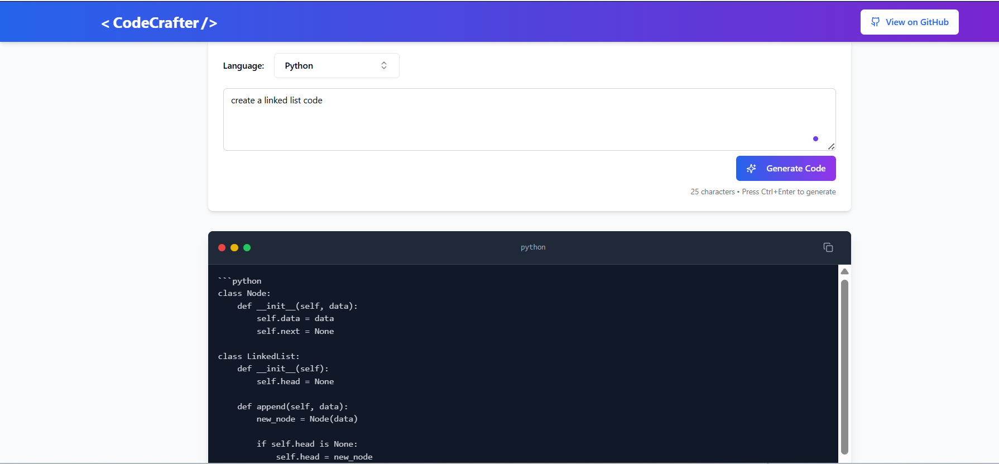 < CodeCrafter />
View on GitHub
Language:
Python
create a linked list code
Generate Code
25 characters • Press Ctrl+Enter to generate
python
```python
class Node:
    def __init__(self, data):
        self.data = data
        self.next = None
class LinkedList:
    def __init__(self):
        self.head = None
    def append(self, data):
        new_node = Node(data)
        if self.head is None:
            self.head = new_node